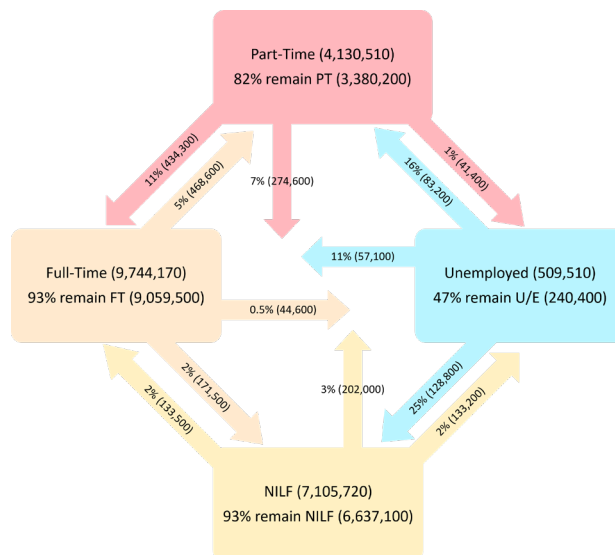 Part-Time (4,130,510)
82% remain PT (3,380,200)
11% (434,300)
5% (468,600)
7% (274,600)
16% (83,200)
1% (41,400)
Full-Time (9,744,170)
93% remain FT (9,059,500)
11% (57,100)
Unemployed (509,510)
47% remain U/E (240,400)
0.5% (44,600)
2% (133,500)
2% (171,500)
3% (202,000)
25% (128,800)
2% (133,200)
NILF (7,105,720)
93% remain NILF (6,637,100)